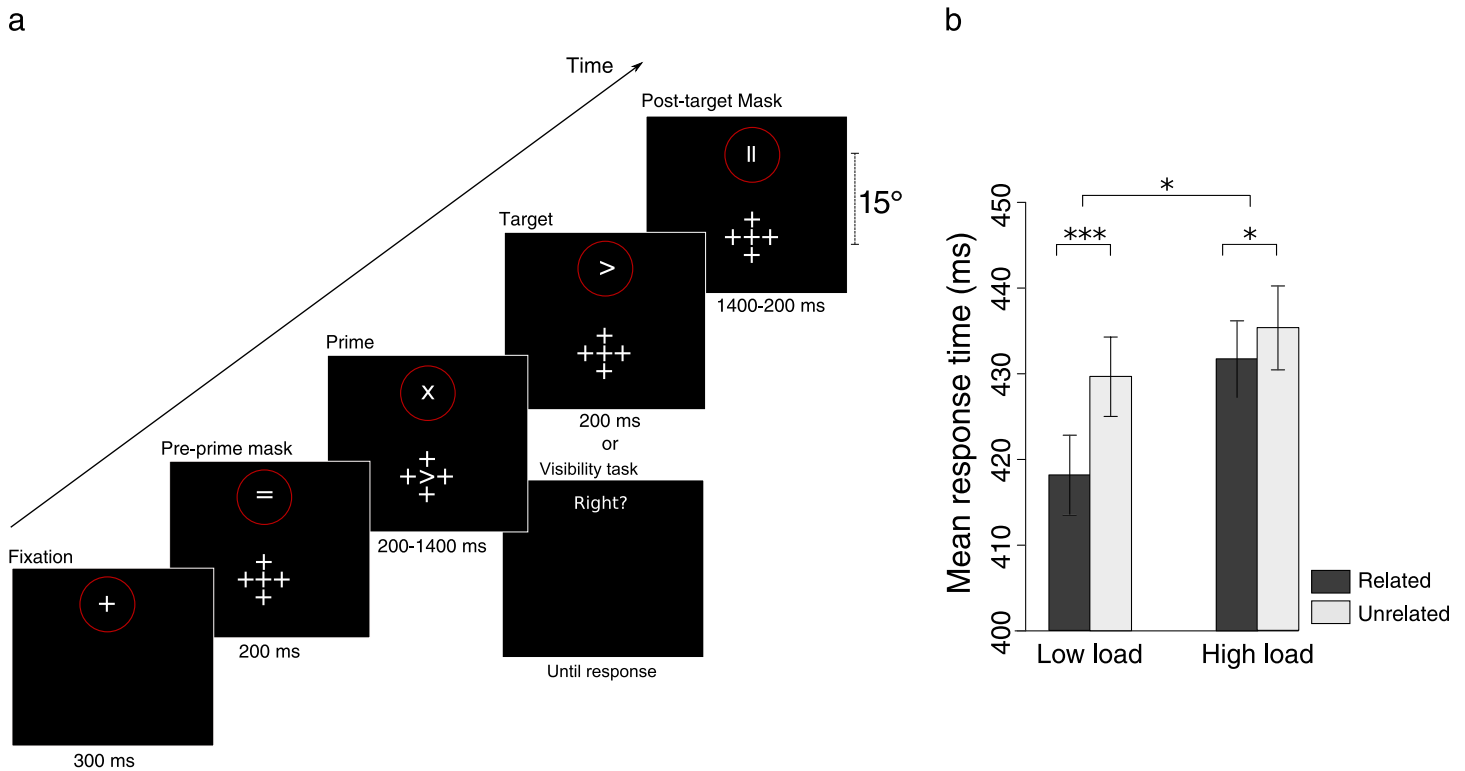 a
Time
Post-target Mask
=
15°
1400-200 ms
Target
>
+
+++
+
200 ms
or
Prime
x
+
+>+
+
200-1400 ms
Visibility task
Right?
Until response
Pre-prime mask
=
+
+++
+
200 ms
Fixation
+
300 ms
b
Mean response time (ms)
450
440
430
420
410
400
*
***
*
Low load
High load
Related
Unrelated